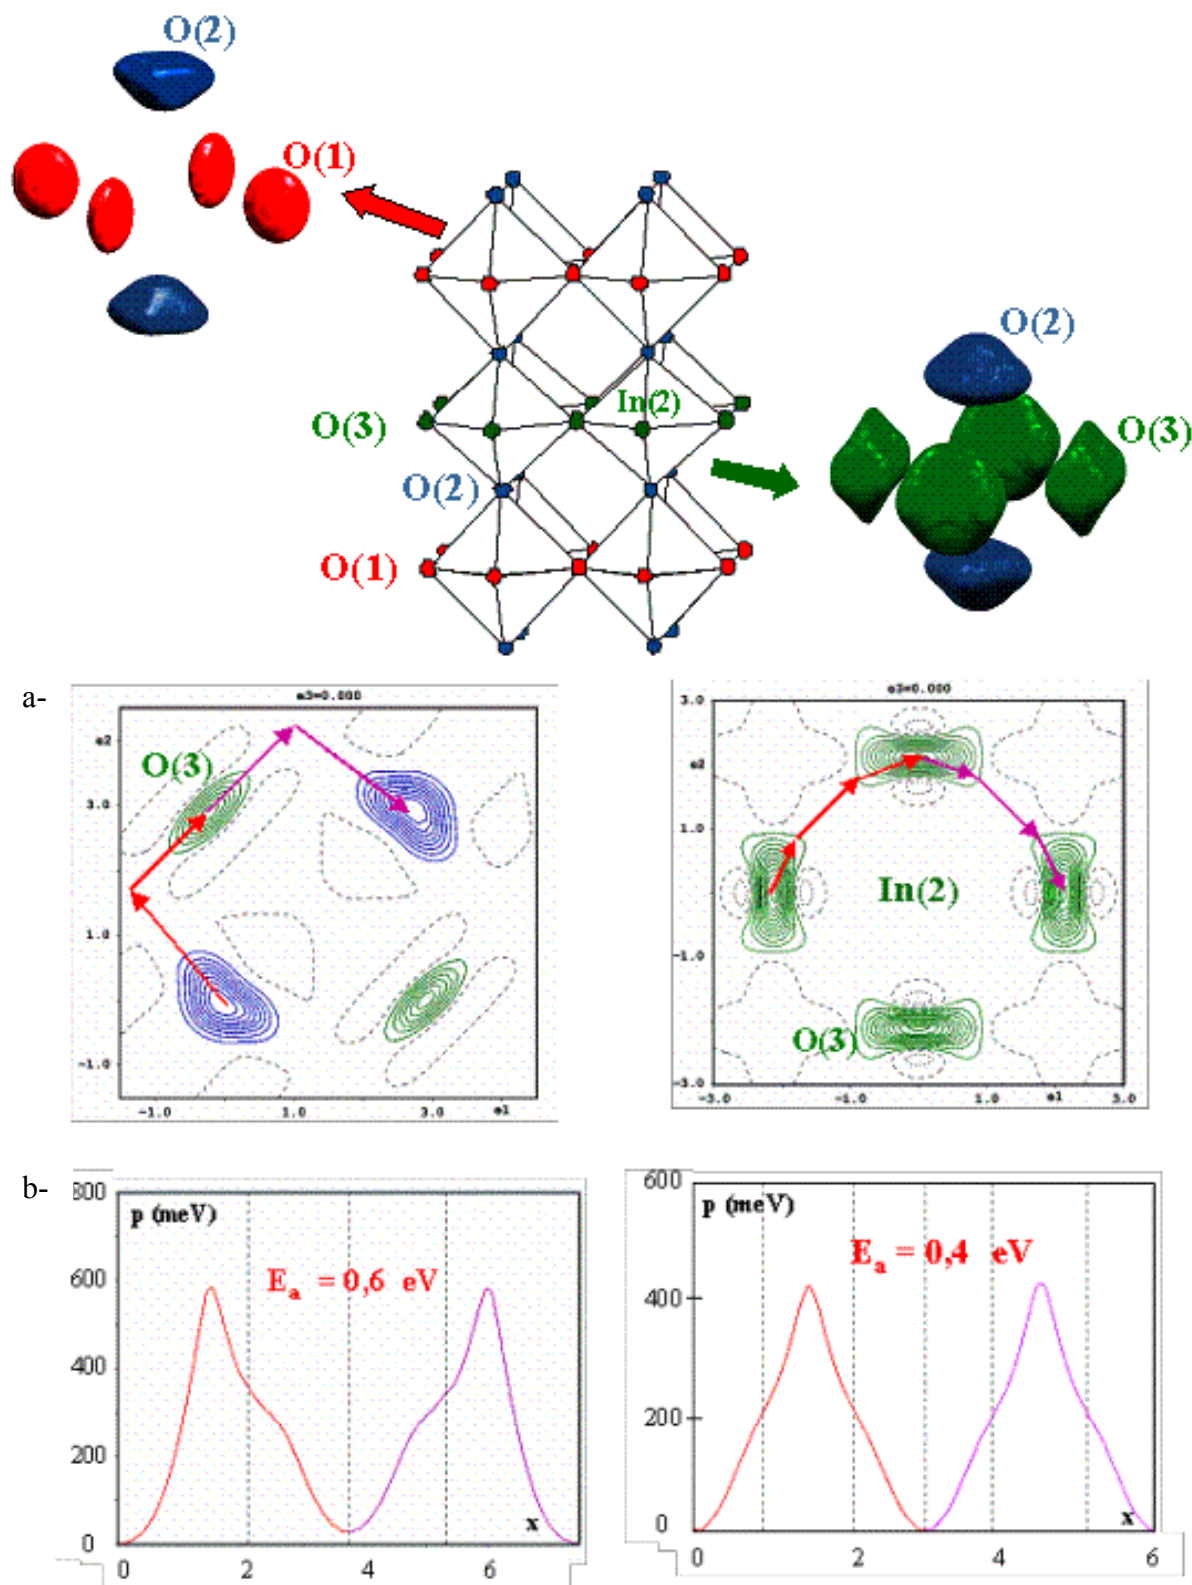 O(2)
O(1)
O(2)
In(2)
O(3)
O(3)
O(2)
O(1)
a-
e3=0.000
e2
O(3)
3.0
1.0
-1.0
-1.0 1.0 3.0 e1
e3=0.000
3.0
e2
1.0
In(2)
-1.0
O(3)
-3.0
-3.0 -1.0 1.0 e1 3.0
b-
800
p (meV)
600
Ea = 0,6 eV
400
200
x
0
0 2 4 6
600
p (meV)
Ea = 0,4 eV
400
200
0
x
0 2 4 6